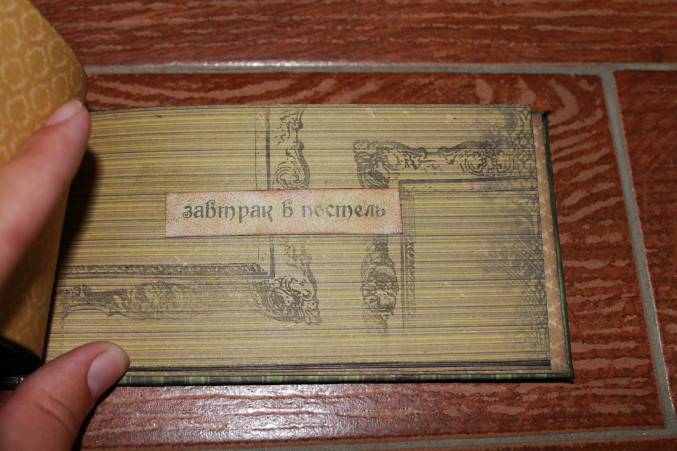 завтрак в постель